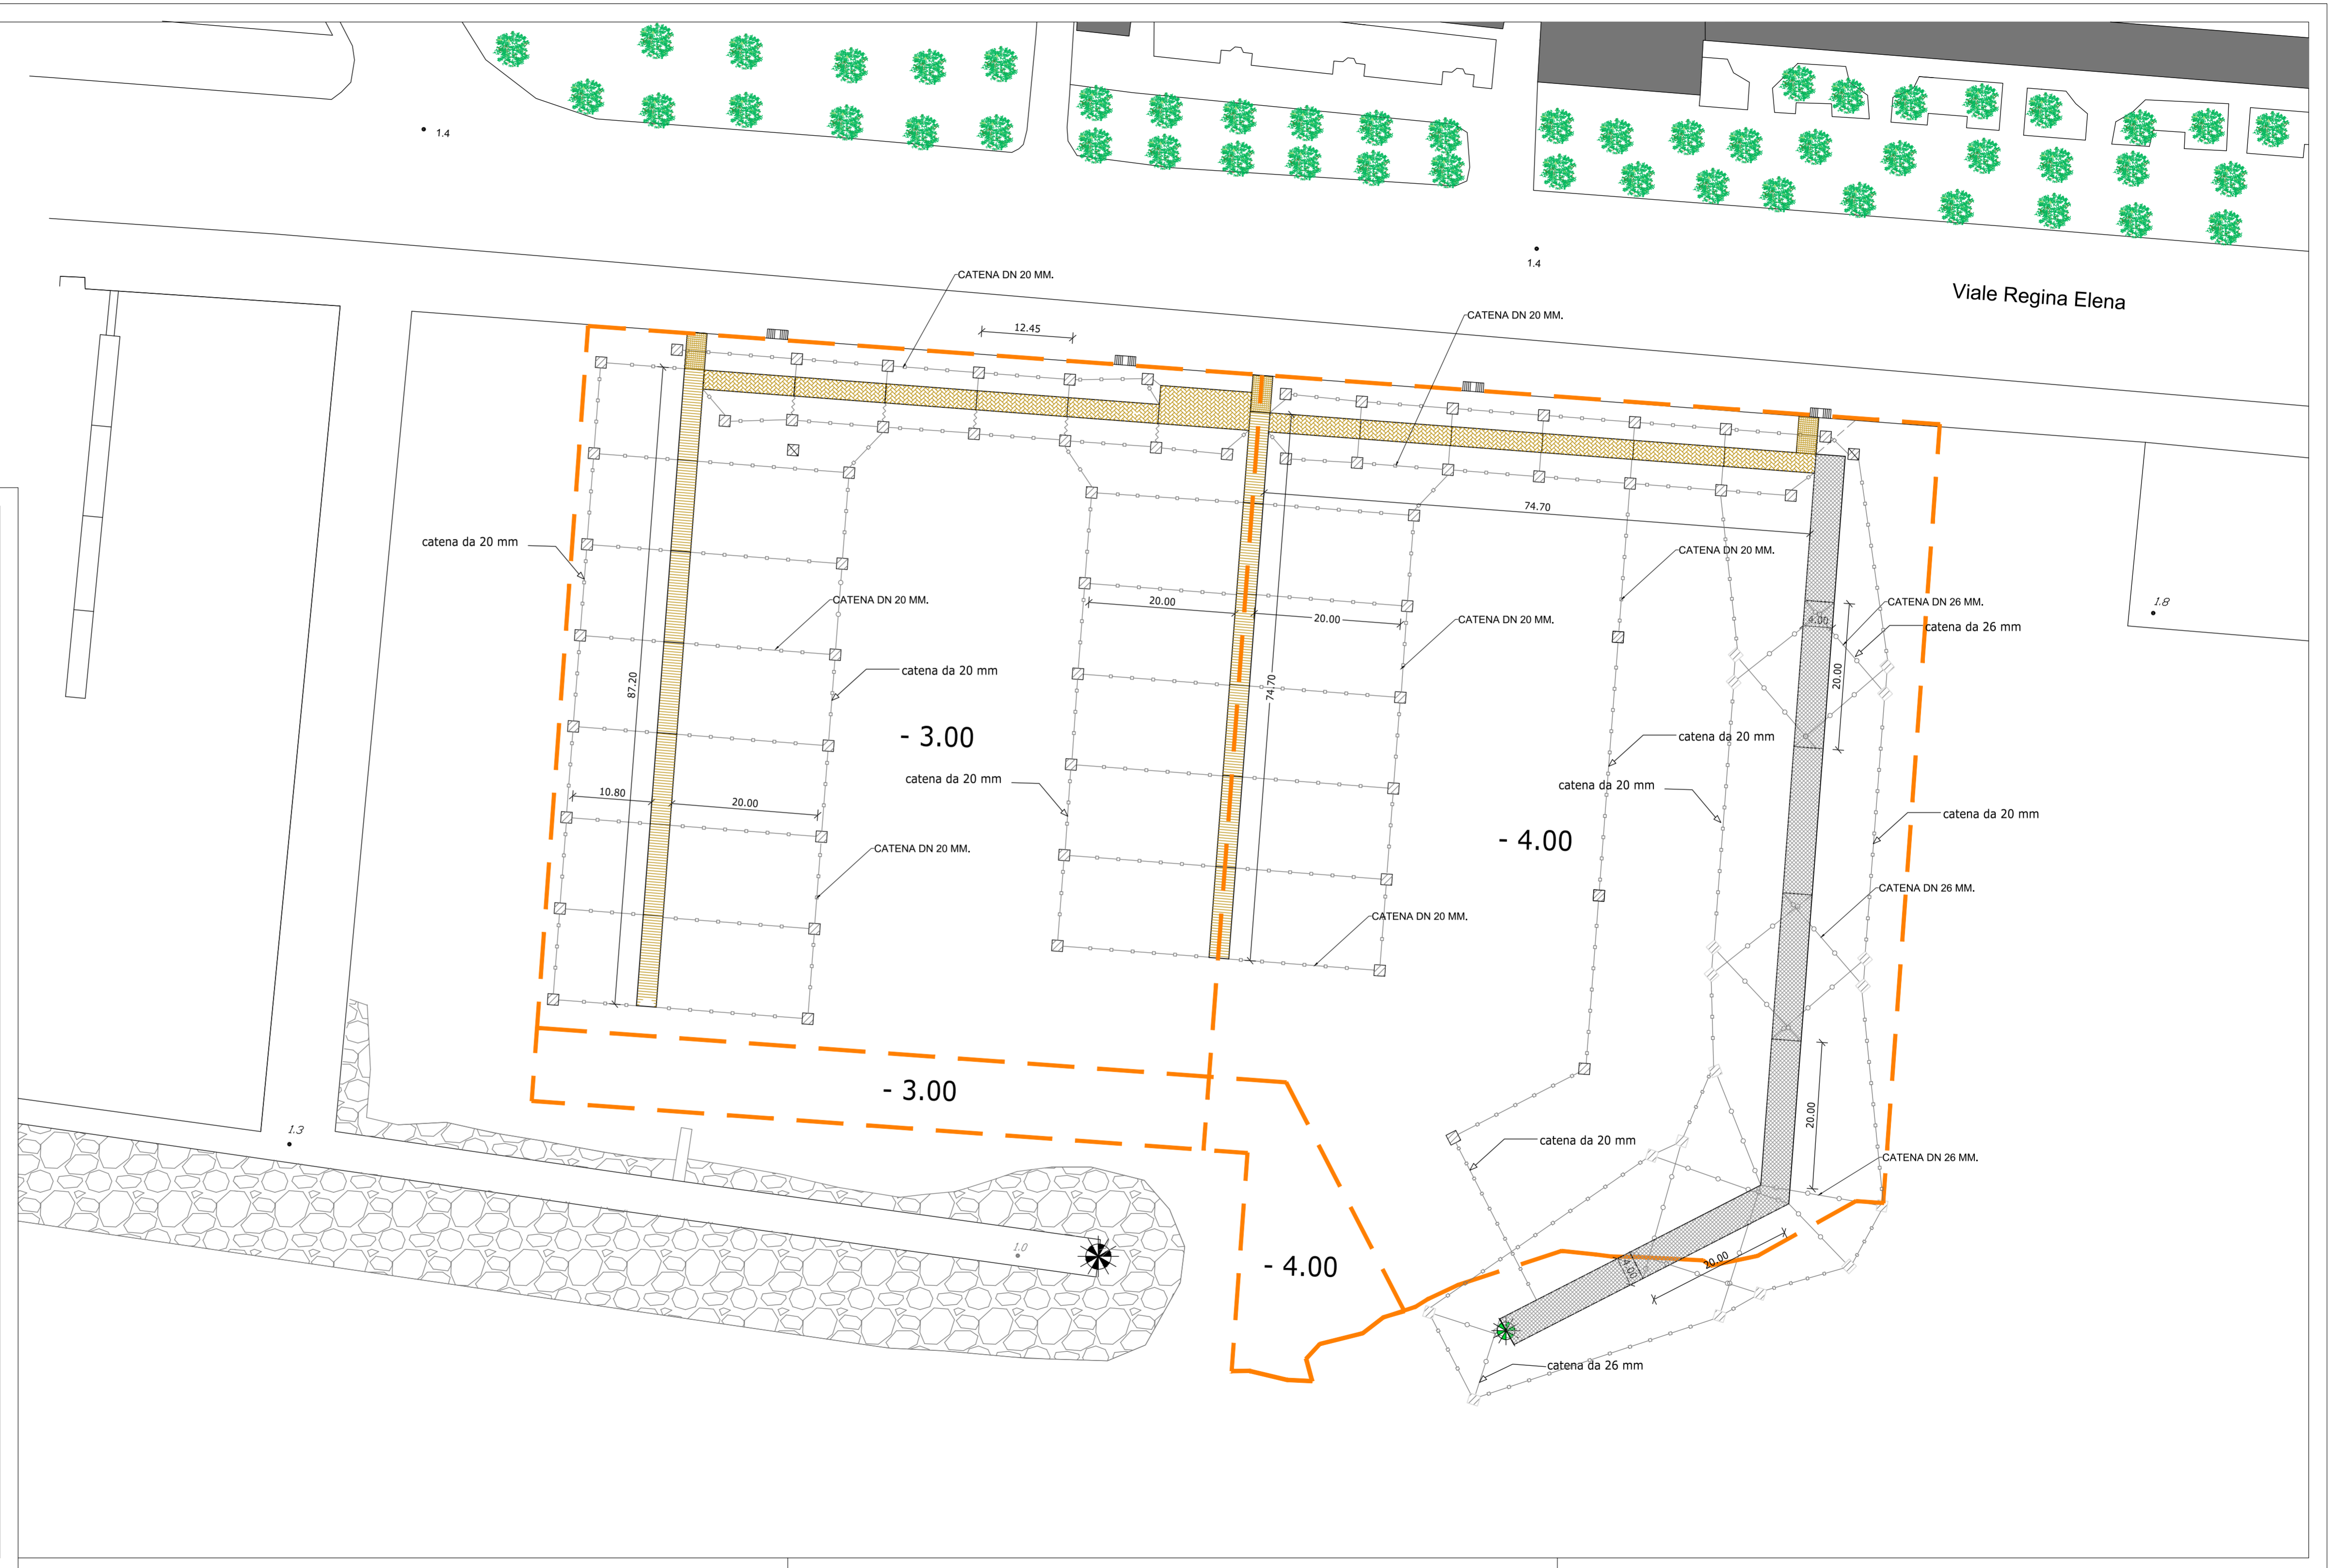 1.4
1.4
CATENA DN 20 MM.
Viale Regina Elena
CATENA DN 20 MM.
12.45
74.70
catena da 20 mm
CATENA DN 20 MM.
CATENA DN 20 MM.
20.00
20.00
CATENA DN 20 MM.
CATENA DN 26 MM.
1.8
4.00
catena da 26 mm
catena da 20 mm
87.20
74.70
20.00
- 3.00
catena da 20 mm
catena da 20 mm
catena da 20 mm
10.80
20.00
catena da 20 mm
- 4.00
CATENA DN 20 MM.
CATENA DN 26 MM.
CATENA DN 20 MM.
- 3.00
20.00
1.3
catena da 20 mm
CATENA DN 26 MM.
1.0
- 4.00
4.00
20.00
catena da 26 mm